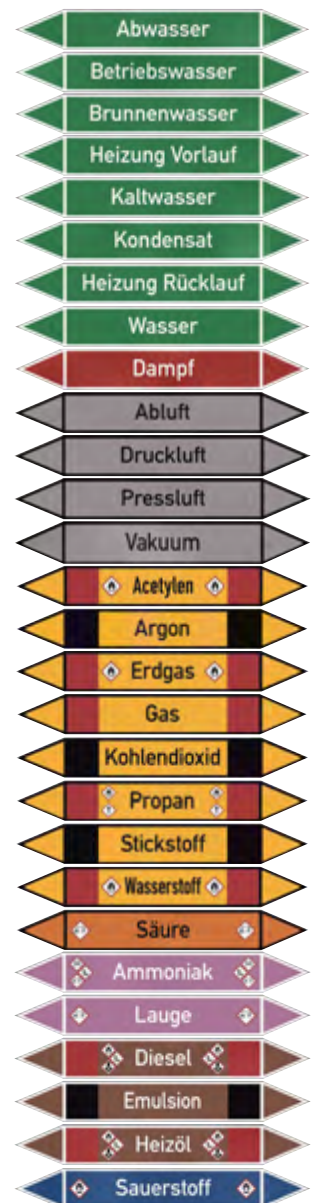 Abwasser
Betriebswasser
Brunnenwasser
Heizung Vorlauf
Kaltwasser
Kondensat
Heizung Rücklauf
Wasser
Dampf
Abluft
Druckluft
Pressluft
Vakuum
Acetylen
Argon
Erdgas
Gas
Kohlendioxid
Propan
Stickstoff
Wasserstoff
Säure
Ammoniak
Lauge
Diesel
Emulsion
Heizöl
Sauerstoff